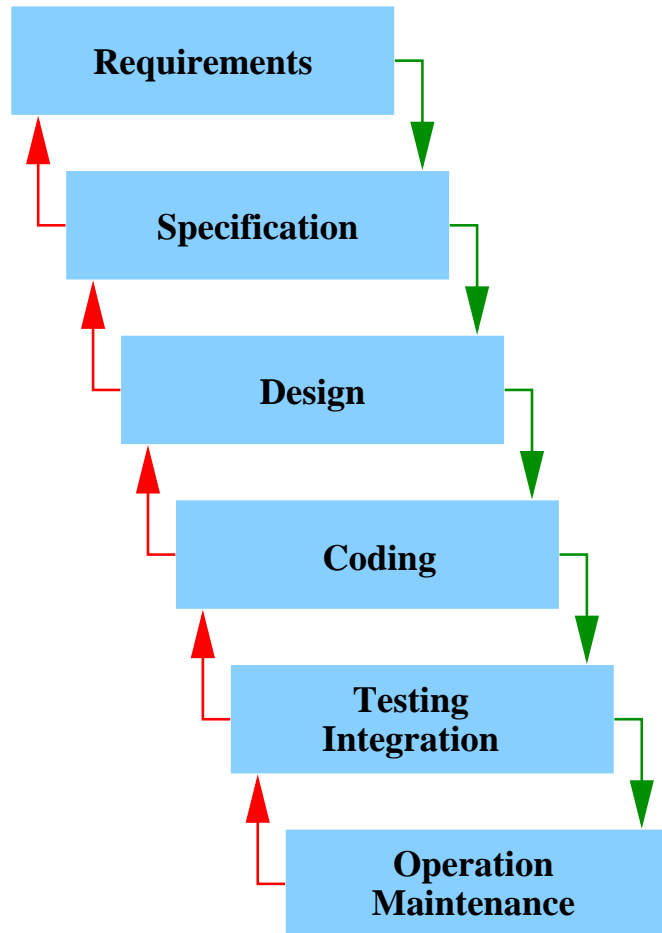 Requirements
Specification
Design
Coding
Testing
Integration
Operation
Maintenance